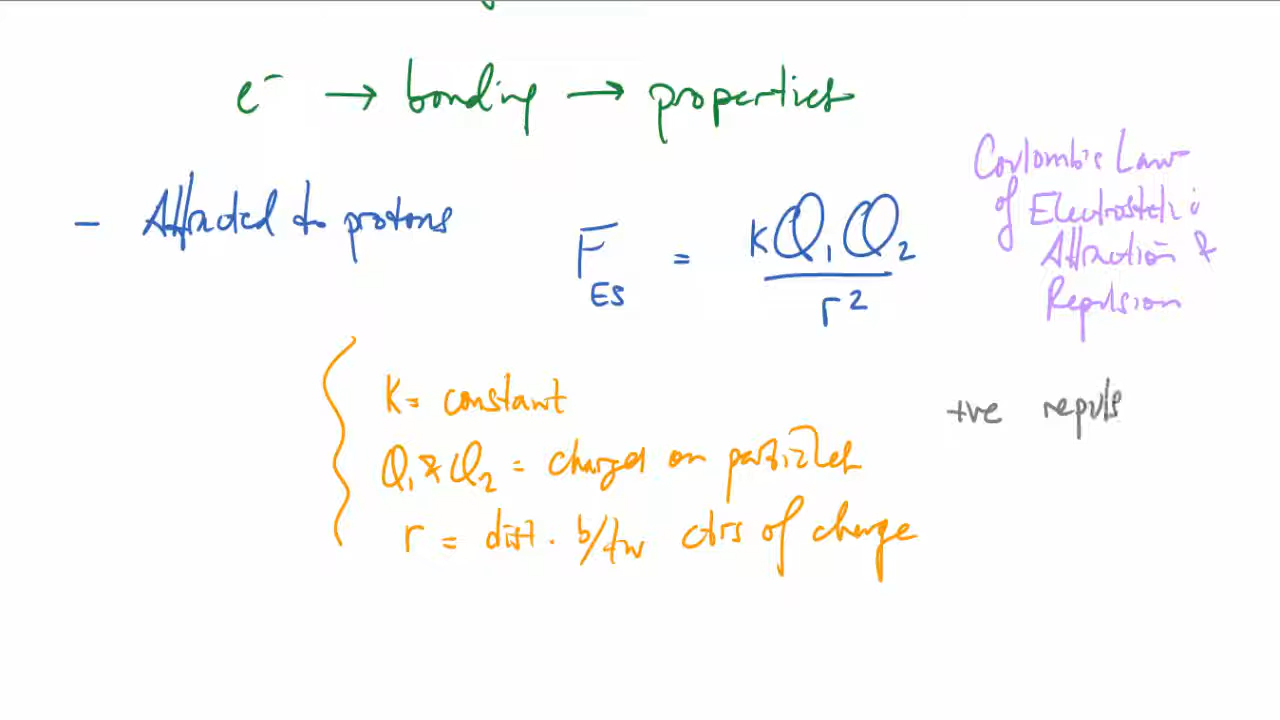 e⁻ → bonding → properties
- Attracted to protons
F_ES = KQ₁Q₂ / r²
Coulomb's Law
of Electrostatic
Attraction &
Repulsion
K = constant
Q₁ & Q₂ = charges on particles
r = dist. b/tw ctrs of charge
+ve repuls